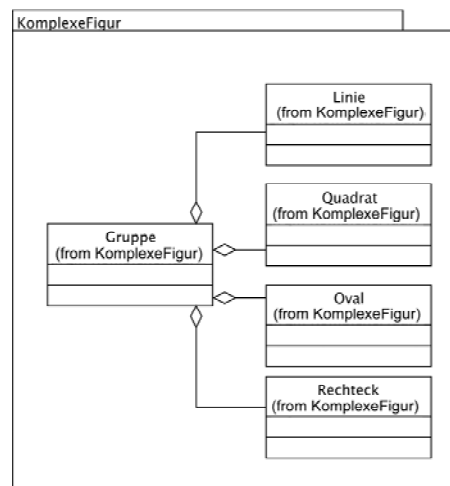 KomplexeFigur
Linie
(from KomplexeFigur)
Quadrat
(from KomplexeFigur)
Gruppe
(from KomplexeFigur)
Oval
(from KomplexeFigur)
Rechteck
(from KomplexeFigur)